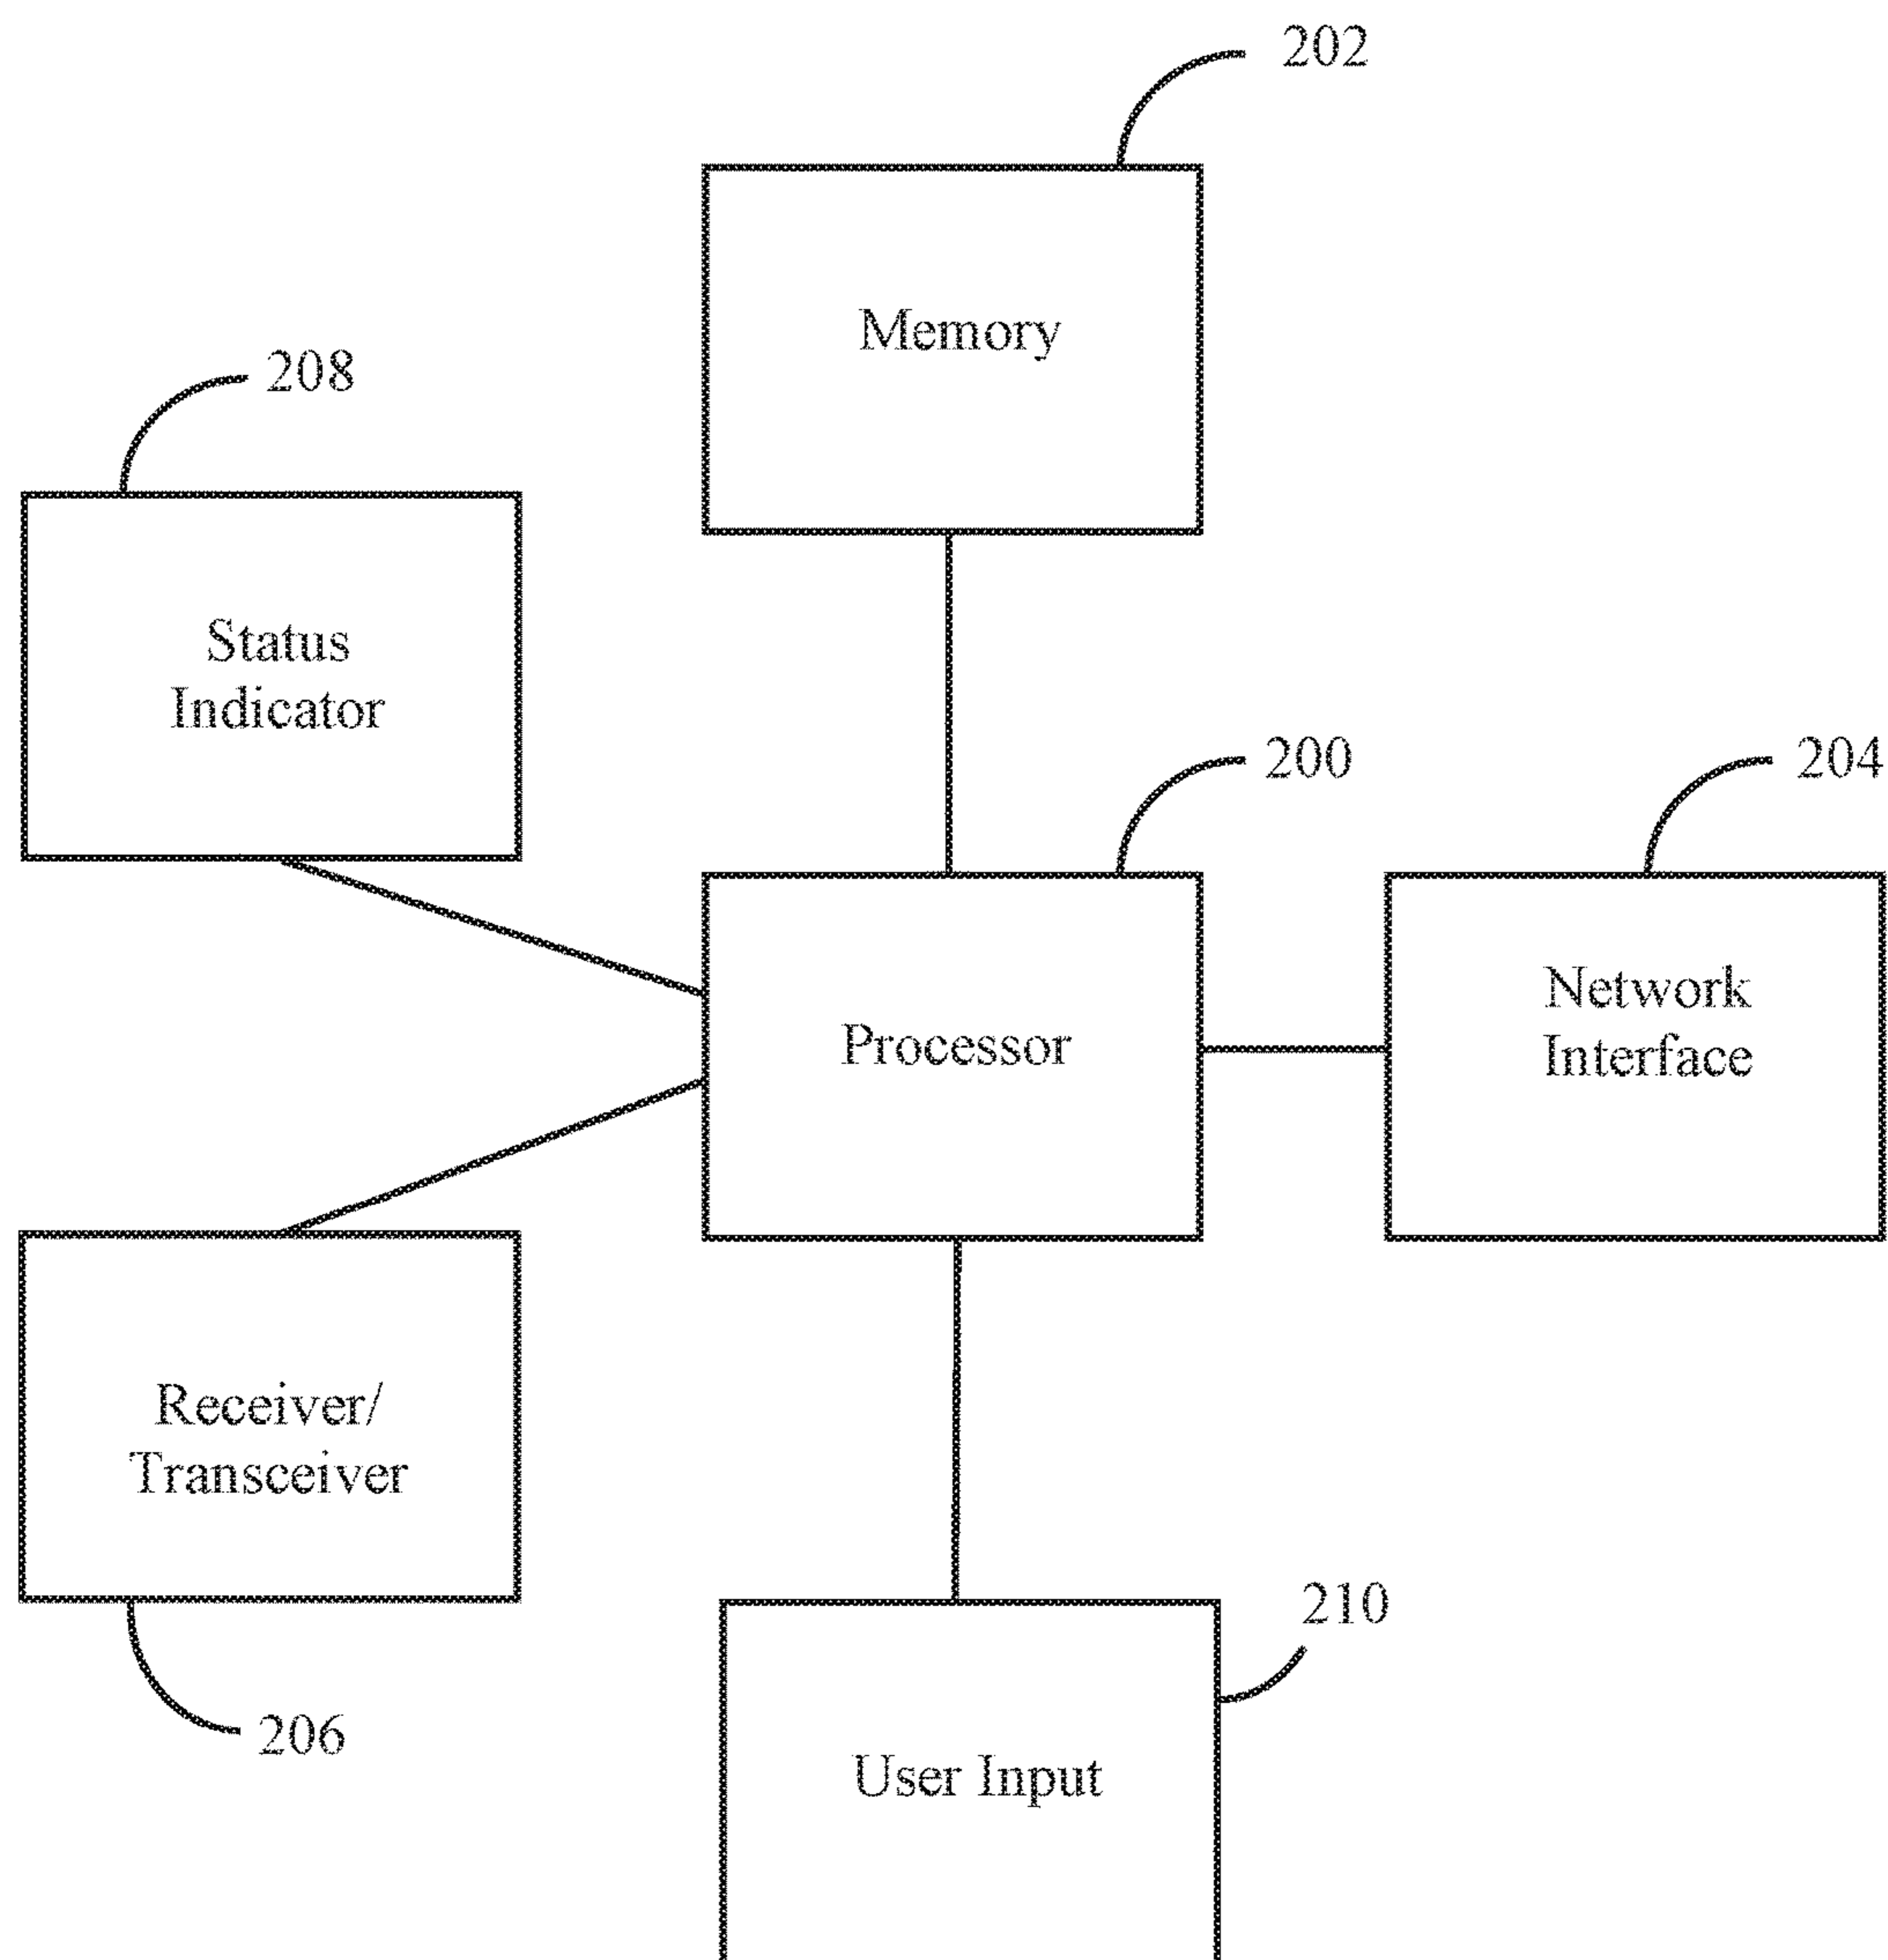 202
Memory
208
Status
Indicator
200
204
Processor
Network
Interface
Receiver/
Transceiver
206
210
User Input